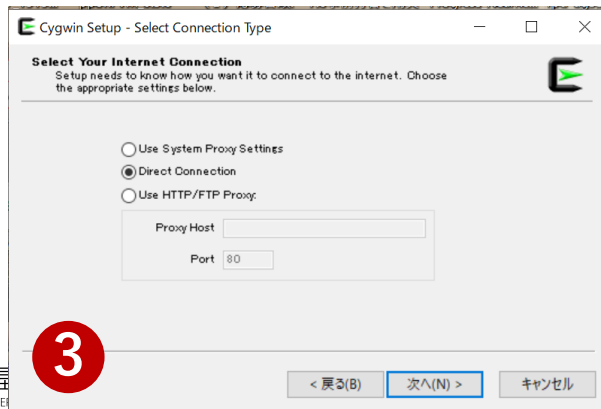 Cygwin Setup - Select Connection Type
Select Your Internet Connection
Setup needs to know how you want it to connect to the internet. Choose
the appropriate settings below.
Use System Proxy Settings
Direct Connection
Use HTTP/FTP Proxy:
Proxy Host
Port 80
3
< 戻る(B) 次へ(N) > キャンセル